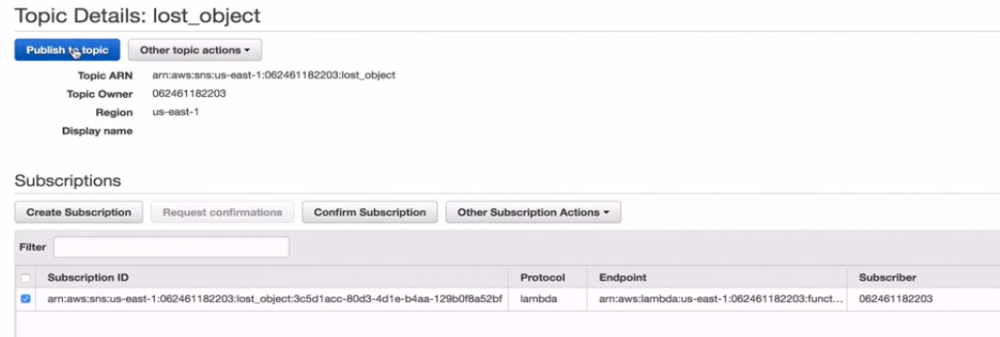 Topic Details: lost_object
Publish to topic Other topic actions
Topic ARN arn:aws:sns:us-east-1:062461182203:lost_object
Topic Owner 062461182203
Region us-east-1
Display name
Subscriptions
Create Subscription Request confirmations Confirm Subscription Other Subscription Actions
Filter
Subscription ID Protocol Endpoint Subscriber
arn:aws:sns:us-east-1:062461182203:lost_object:3c5d1acc-80d3-4d1e-b4aa-129b0f8a52bf lambda arn:aws:lambda:us-east-1:062461182203:funct... 062461182203